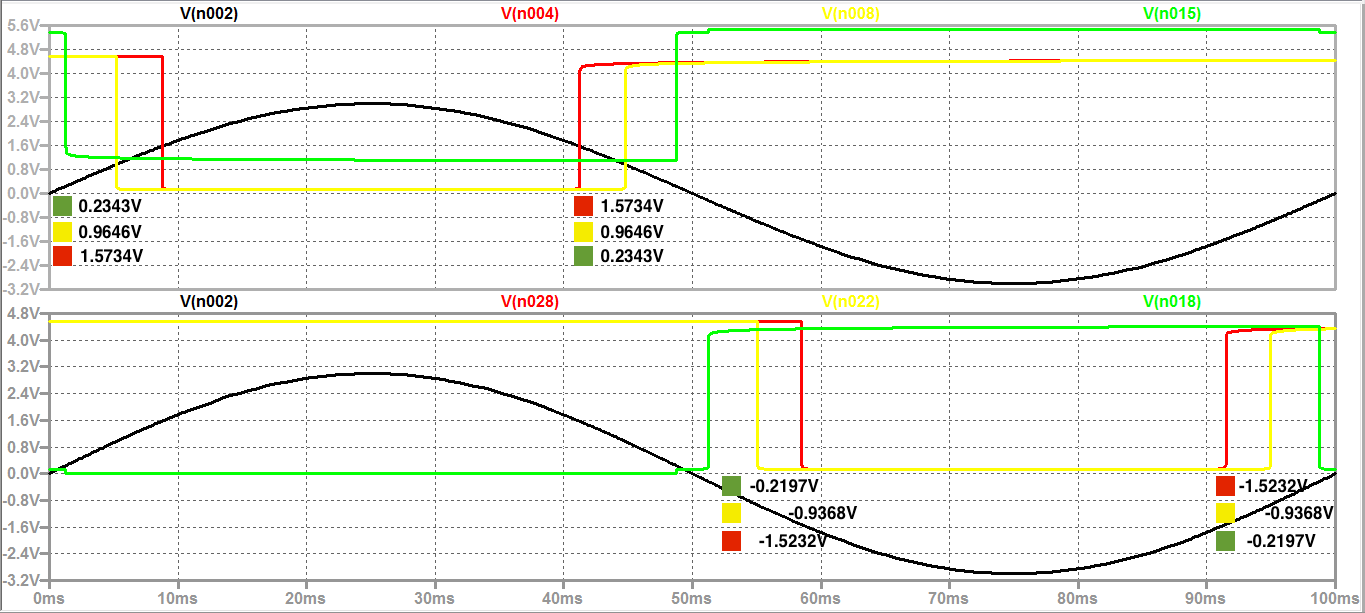 V(n002) V(n004) V(n008) V(n015)
5.6V
4.8V
4.0V
3.2V
2.4V
1.6V
0.8V
0.0V
-0.8V
-1.6V
-2.4V
-3.2V
0.2343V 1.5734V
0.9646V 0.9646V
1.5734V 0.2343V
V(n002) V(n028) V(n022) V(n018)
4.8V
4.0V
3.2V
2.4V
1.6V
0.8V
0.0V
-0.8V
-1.6V
-2.4V
-3.2V
-0.2197V -1.5232V
-0.9368V -0.9368V
-1.5232V -0.2197V
0ms 10ms 20ms 30ms 40ms 50ms 60ms 70ms 80ms 90ms 100ms